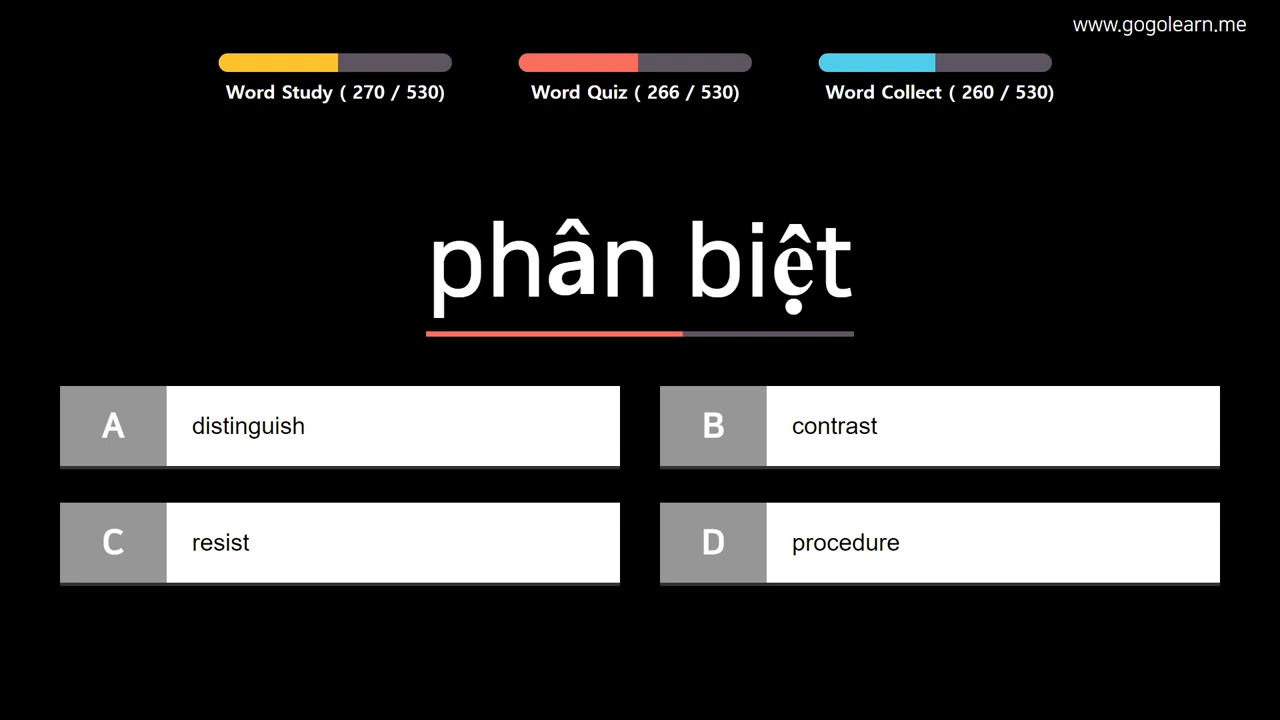 www.gogolearn.me
Word Study ( 270 / 530)
Word Quiz ( 266 / 530)
Word Collect ( 260 / 530)
phân biệt
A distinguish
B contrast
C resist
D procedure